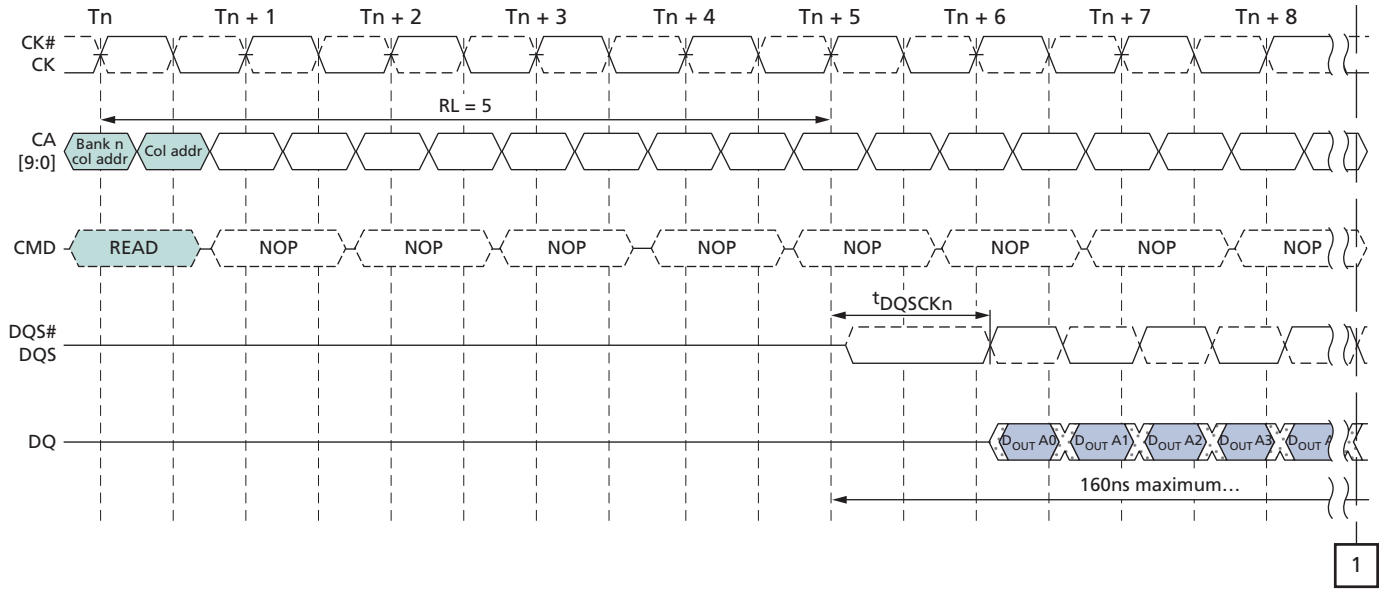 Tn Tn + 1 Tn + 2 Tn + 3 Tn + 4 Tn + 5 Tn + 6 Tn + 7 Tn + 8
CK#
CK
RL = 5
CA
[9:0]
Bank n
col addr
Col addr
CMD READ NOP NOP NOP NOP NOP NOP NOP NOP
tDQSCKn
DQS#
DQS
DQ DOUT A0 DOUT A1 DOUT A2 DOUT A3 DOUT A
160ns maximum…
1